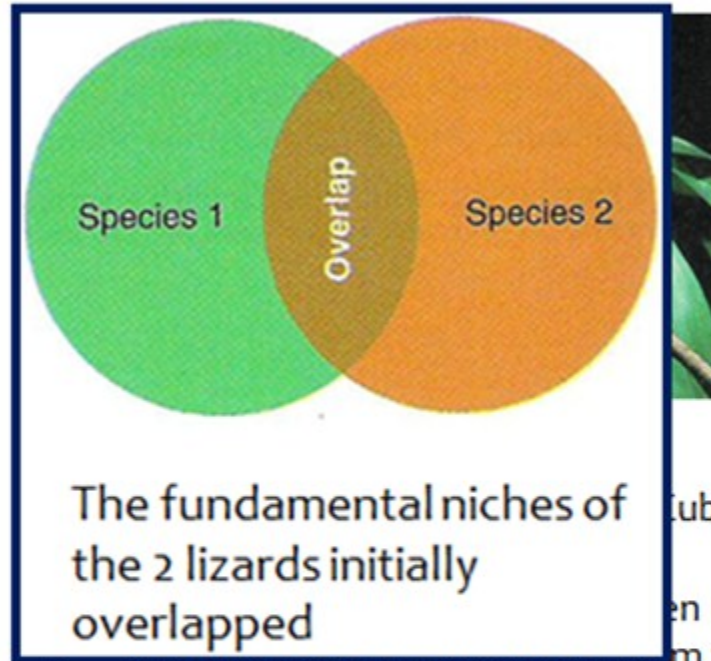 Species 1
Overlap
Species 2
The fundamental niches of
the 2 lizards initially
overlapped